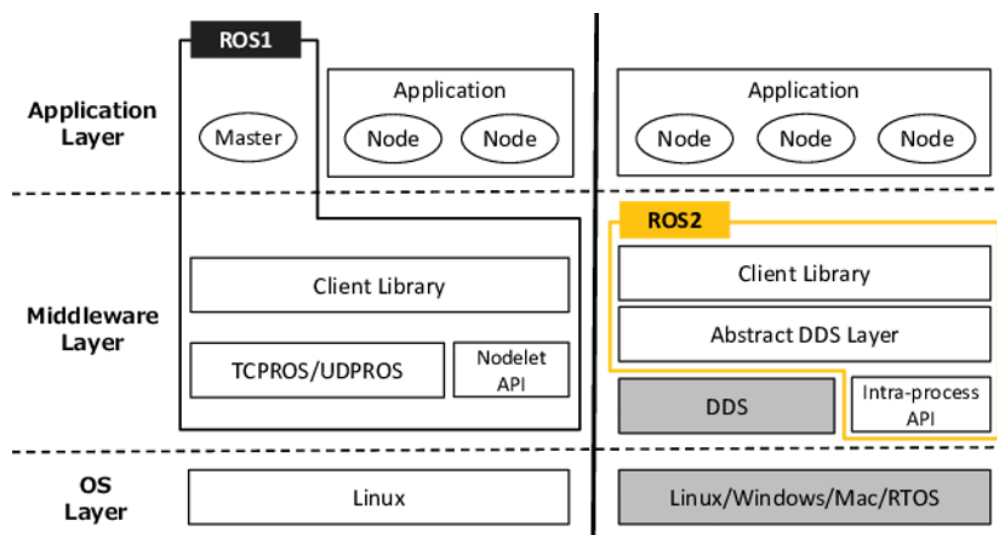 ROS1
Application
Layer
Master
Application
Node
Node
Application
Node
Node
Node
Middleware
Layer
Client Library
TCPROS/UDPROS
Nodelet
API
ROS2
Client Library
Abstract DDS Layer
DDS
Intra-process
API
OS
Layer
Linux
Linux/Windows/Mac/RTOS